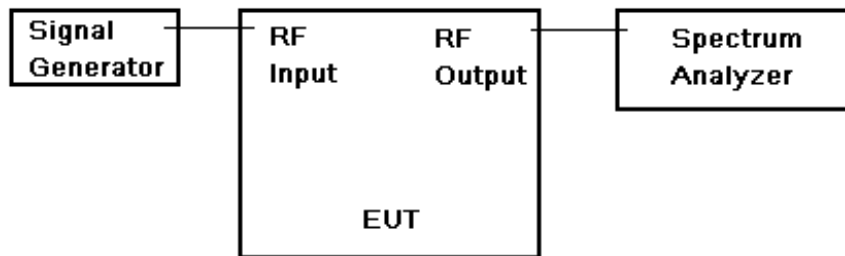 Signal
Generator
RF
Input
RF
Output
EUT
Spectrum
Analyzer